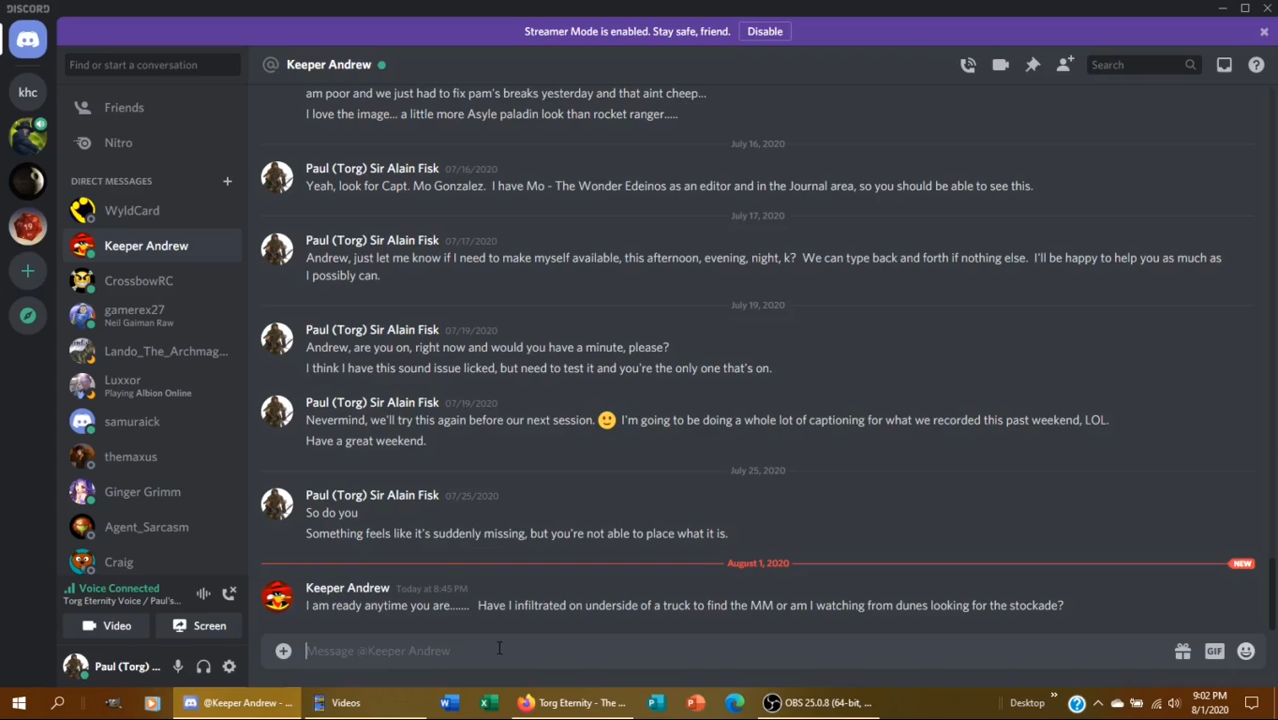 DISCORD
Streamer Mode is enabled. Stay safe, friend. Disable
Find or start a conversation
Keeper Andrew
Search
khc
Friends
Nitro
DIRECT MESSAGES
WyldCard
Keeper Andrew
CrossbowRC
gamerex27
Neil Gaiman Raw
Lando_The_Archmag...
Luxxor
Playing Albion Online
samuraick
themaxus
Ginger Grimm
Agent_Sarcasm
Craig
Voice Connected
Torg Eternity Voice / Paul's...
Video
Screen
Paul (Torg) ...
am poor and we just had to fix pam's breaks yesterday and that aint cheep...
I love the image... a little more Asyle paladin look than rocket ranger.....
July 16, 2020
Paul (Torg) Sir Alain Fisk 07/16/2020
Yeah, look for Capt. Mo Gonzalez. I have Mo - The Wonder Edeinos as an editor and in the Journal area, so you should be able to see this.
July 17, 2020
Paul (Torg) Sir Alain Fisk 07/17/2020
Andrew, just let me know if I need to make myself available, this afternoon, evening, night, k? We can type back and forth if nothing else. I'll be happy to help you as much as
I possibly can.
July 19, 2020
Paul (Torg) Sir Alain Fisk 07/19/2020
Andrew, are you on, right now and would you have a minute, please?
I think I have this sound issue licked, but need to test it and you're the only one that's on.
Paul (Torg) Sir Alain Fisk 07/19/2020
Nevermind, we'll try this again before our next session. 🙂 I'm going to be doing a whole lot of captioning for what we recorded this past weekend, LOL.
Have a great weekend.
July 25, 2020
Paul (Torg) Sir Alain Fisk 07/25/2020
So do you
Something feels like it's suddenly missing, but you're not able to place what it is.
August 1, 2020 NEW
Keeper Andrew Today at 8:45 PM
I am ready anytime you are....... Have I infiltrated on underside of a truck to find the MM or am I watching from dunes looking for the stockade?
Message @Keeper Andrew
GIF
@Keeper Andrew - ...
Videos
Torg Eternity - The ...
OBS 25.0.8 (64-bit, ...
Desktop
9:02 PM
8/1/2020